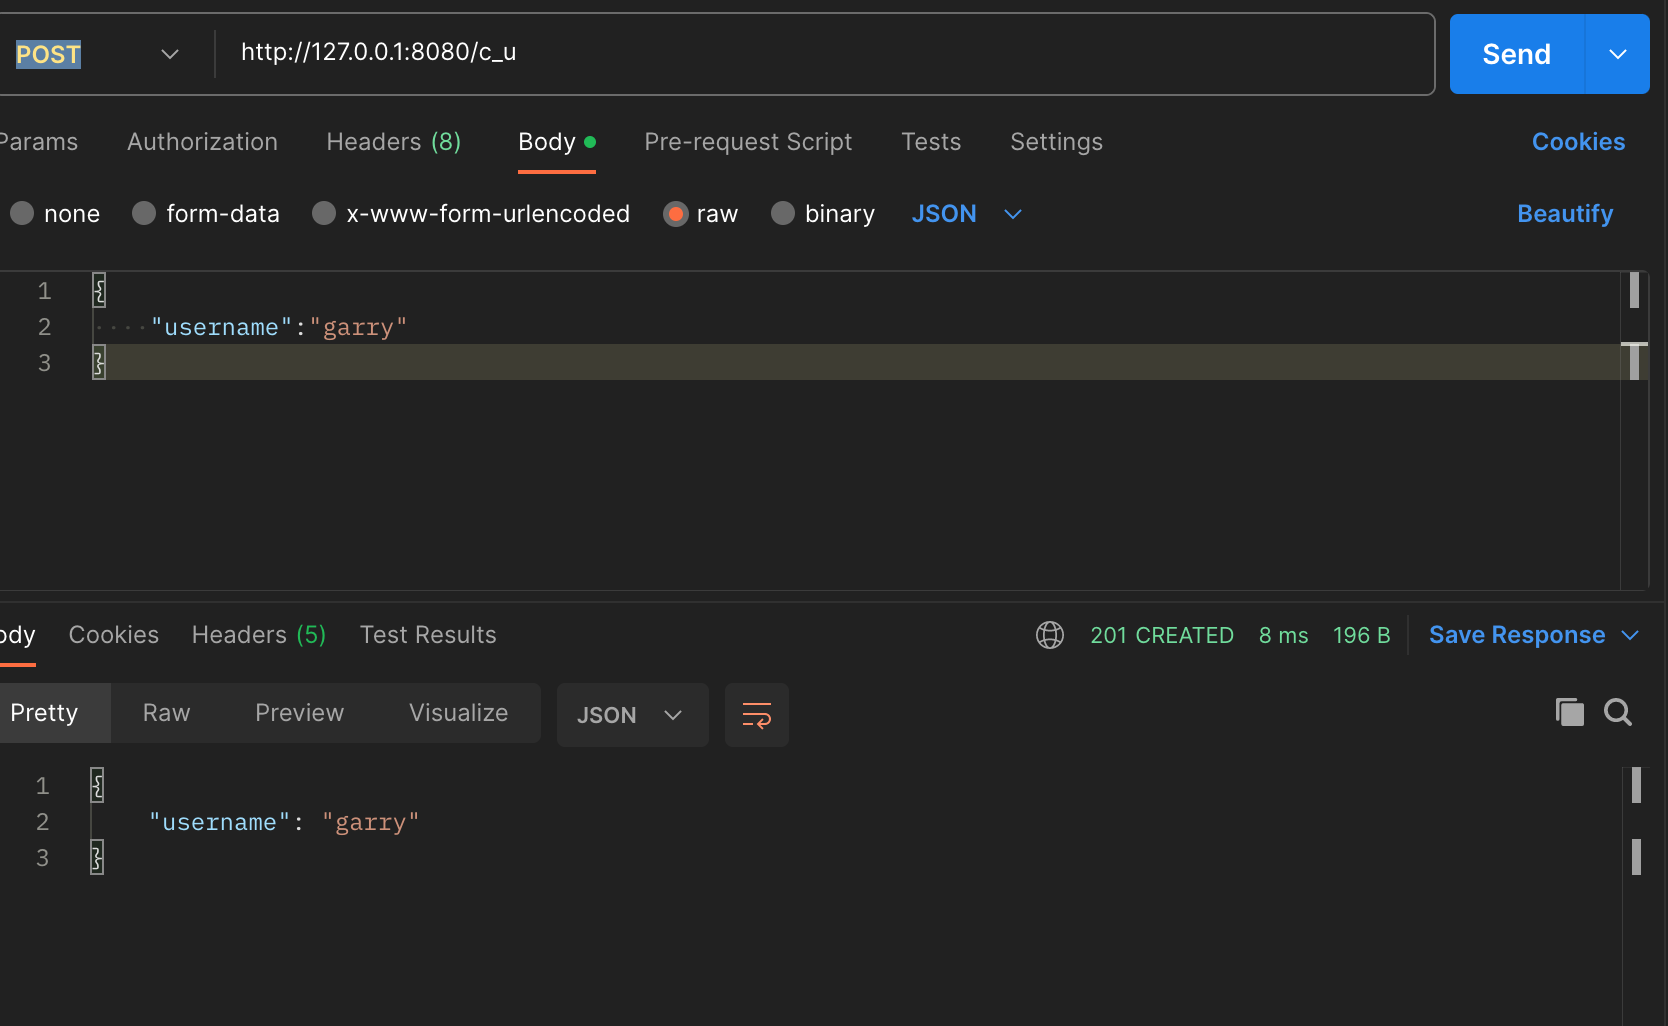 POST http://127.0.0.1:8080/c_u Send
Params Authorization Headers (8) Body Pre-request Script Tests Settings Cookies
none form-data x-www-form-urlencoded raw binary JSON Beautify
1 {
2 "username":"garry"
3 }
ody Cookies Headers (5) Test Results 201 CREATED 8 ms 196 B Save Response
Pretty Raw Preview Visualize JSON
1 {
2 "username": "garry"
3 }